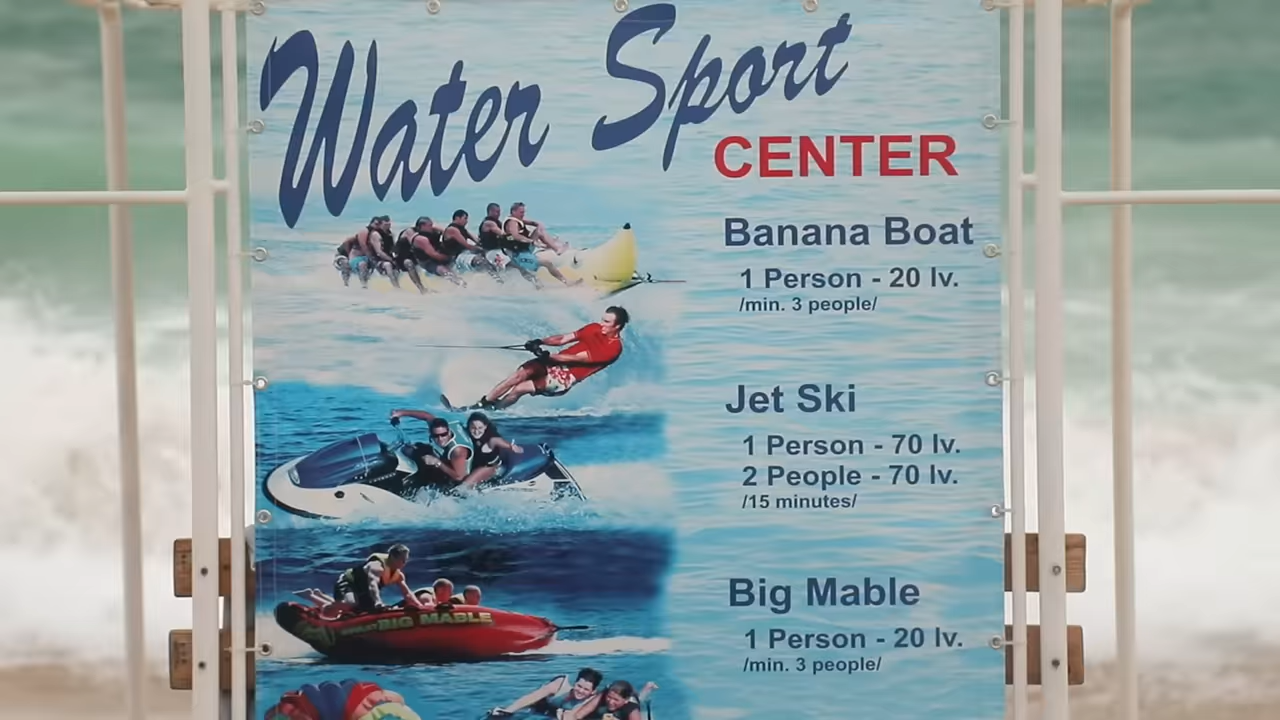 Water Sport
CENTER
Banana Boat
1 Person - 20 lv.
/min. 3 people/
Jet Ski
1 Person - 70 lv.
2 People - 70 lv.
/15 minutes/
BIG MABLE
Big Mable
1 Person - 20 lv.
/min. 3 people/